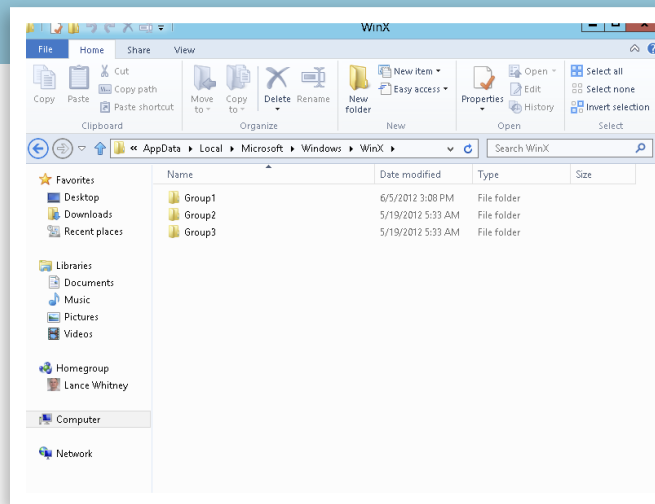 WinX
File Home Share View
Copy
Paste
Cut
Copy path
Paste shortcut
Clipboard
Move to
Copy to
Delete
Rename
Organize
New folder
New item
Easy access
New
Properties
Open
Edit
History
Open
Select all
Select none
Invert selection
Select
« AppData Local Microsoft Windows WinX
Search WinX
Name Date modified Type Size
Group1 6/5/2012 3:08 PM File folder
Group2 5/19/2012 5:33 AM File folder
Group3 5/19/2012 5:33 AM File folder
Favorites
Desktop
Downloads
Recent places
Libraries
Documents
Music
Pictures
Videos
Homegroup
Lance Whitney
Computer
Network